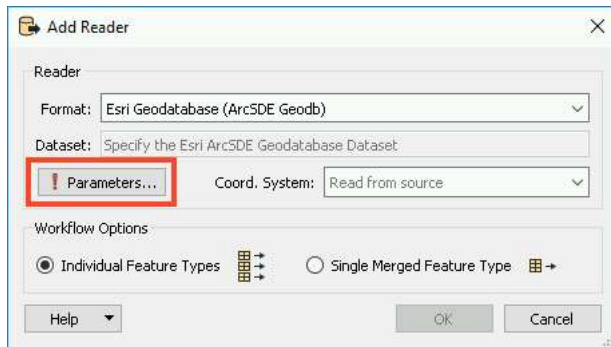 Add Reader
Reader
Format: Esri Geodatabase (ArcSDE Geodb)
Dataset: Specify the Esri ArcSDE Geodatabase Dataset
! Parameters... Coord. System: Read from source
Workflow Options
Individual Feature Types Single Merged Feature Type
Help OK Cancel